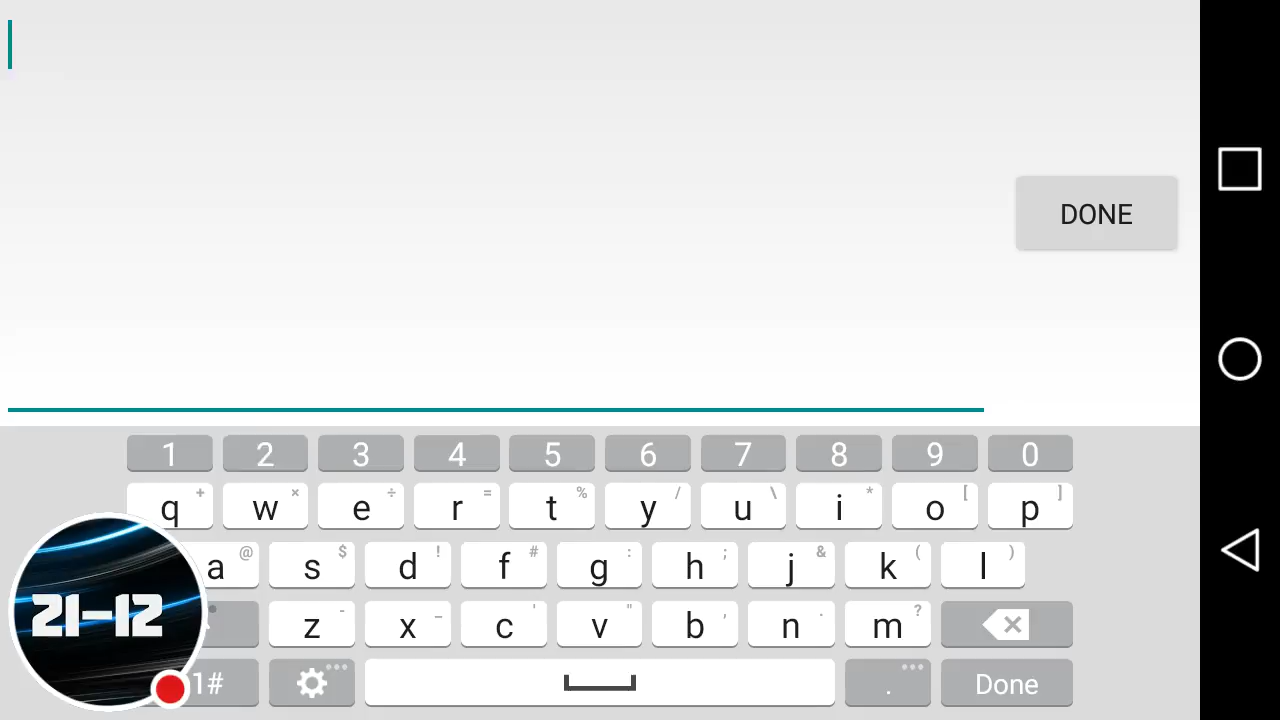 DONE
1 2 3 4 5 6 7 8 9 0
q + w × e ÷ r = t % y / u \ i * o [ p ]
a @ s $ d ! f # g : h ; j & k ( l )
z - x _ c ' v " b , n . m ?
1# . Done
21-12